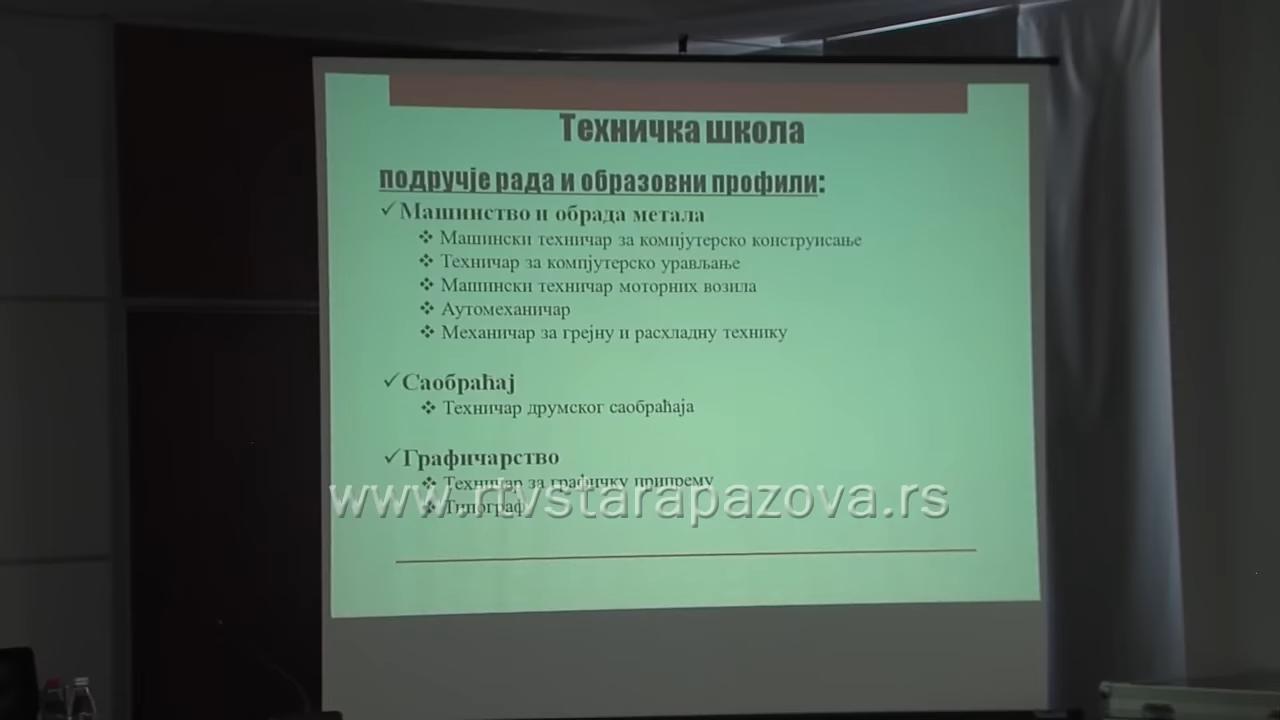 Техничка школа
подручје рада и образовни профили:
✓ Машинство и обрада метала
❖ Машински техничар за компјутерско конструисање
❖ Техничар за компјутерско урављање
❖ Машински техничар моторних возила
❖ Аутомеханичар
❖ Механичар за грејну и расхладну технику
✓ Саобраћај
❖ Техничар друмског саобраћаја
✓ Графичарство
❖ Техничар за графичку припрему
❖ Типограф
www.rtvstarapazova.rs